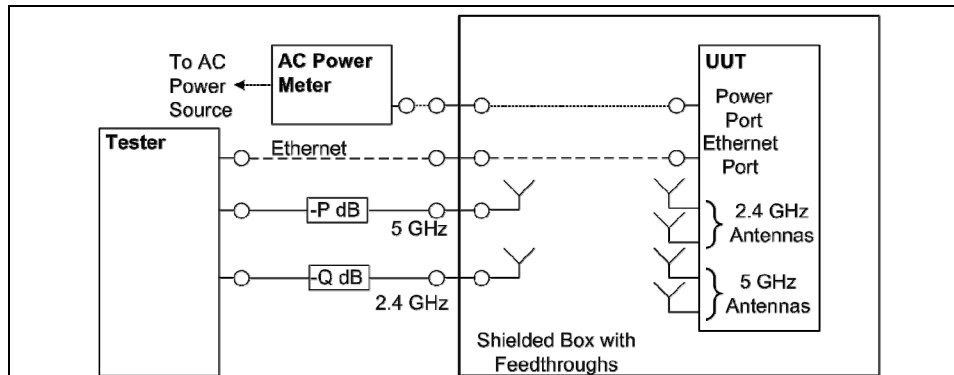 To AC
Power
Source
AC Power
Meter
UUT
Power
Port
Ethernet
Port
Tester
Ethernet
-P dB
5 GHz
-Q dB
2.4 GHz
2.4 GHz
Antennas
5 GHz
Antennas
Shielded Box with
Feedthroughs